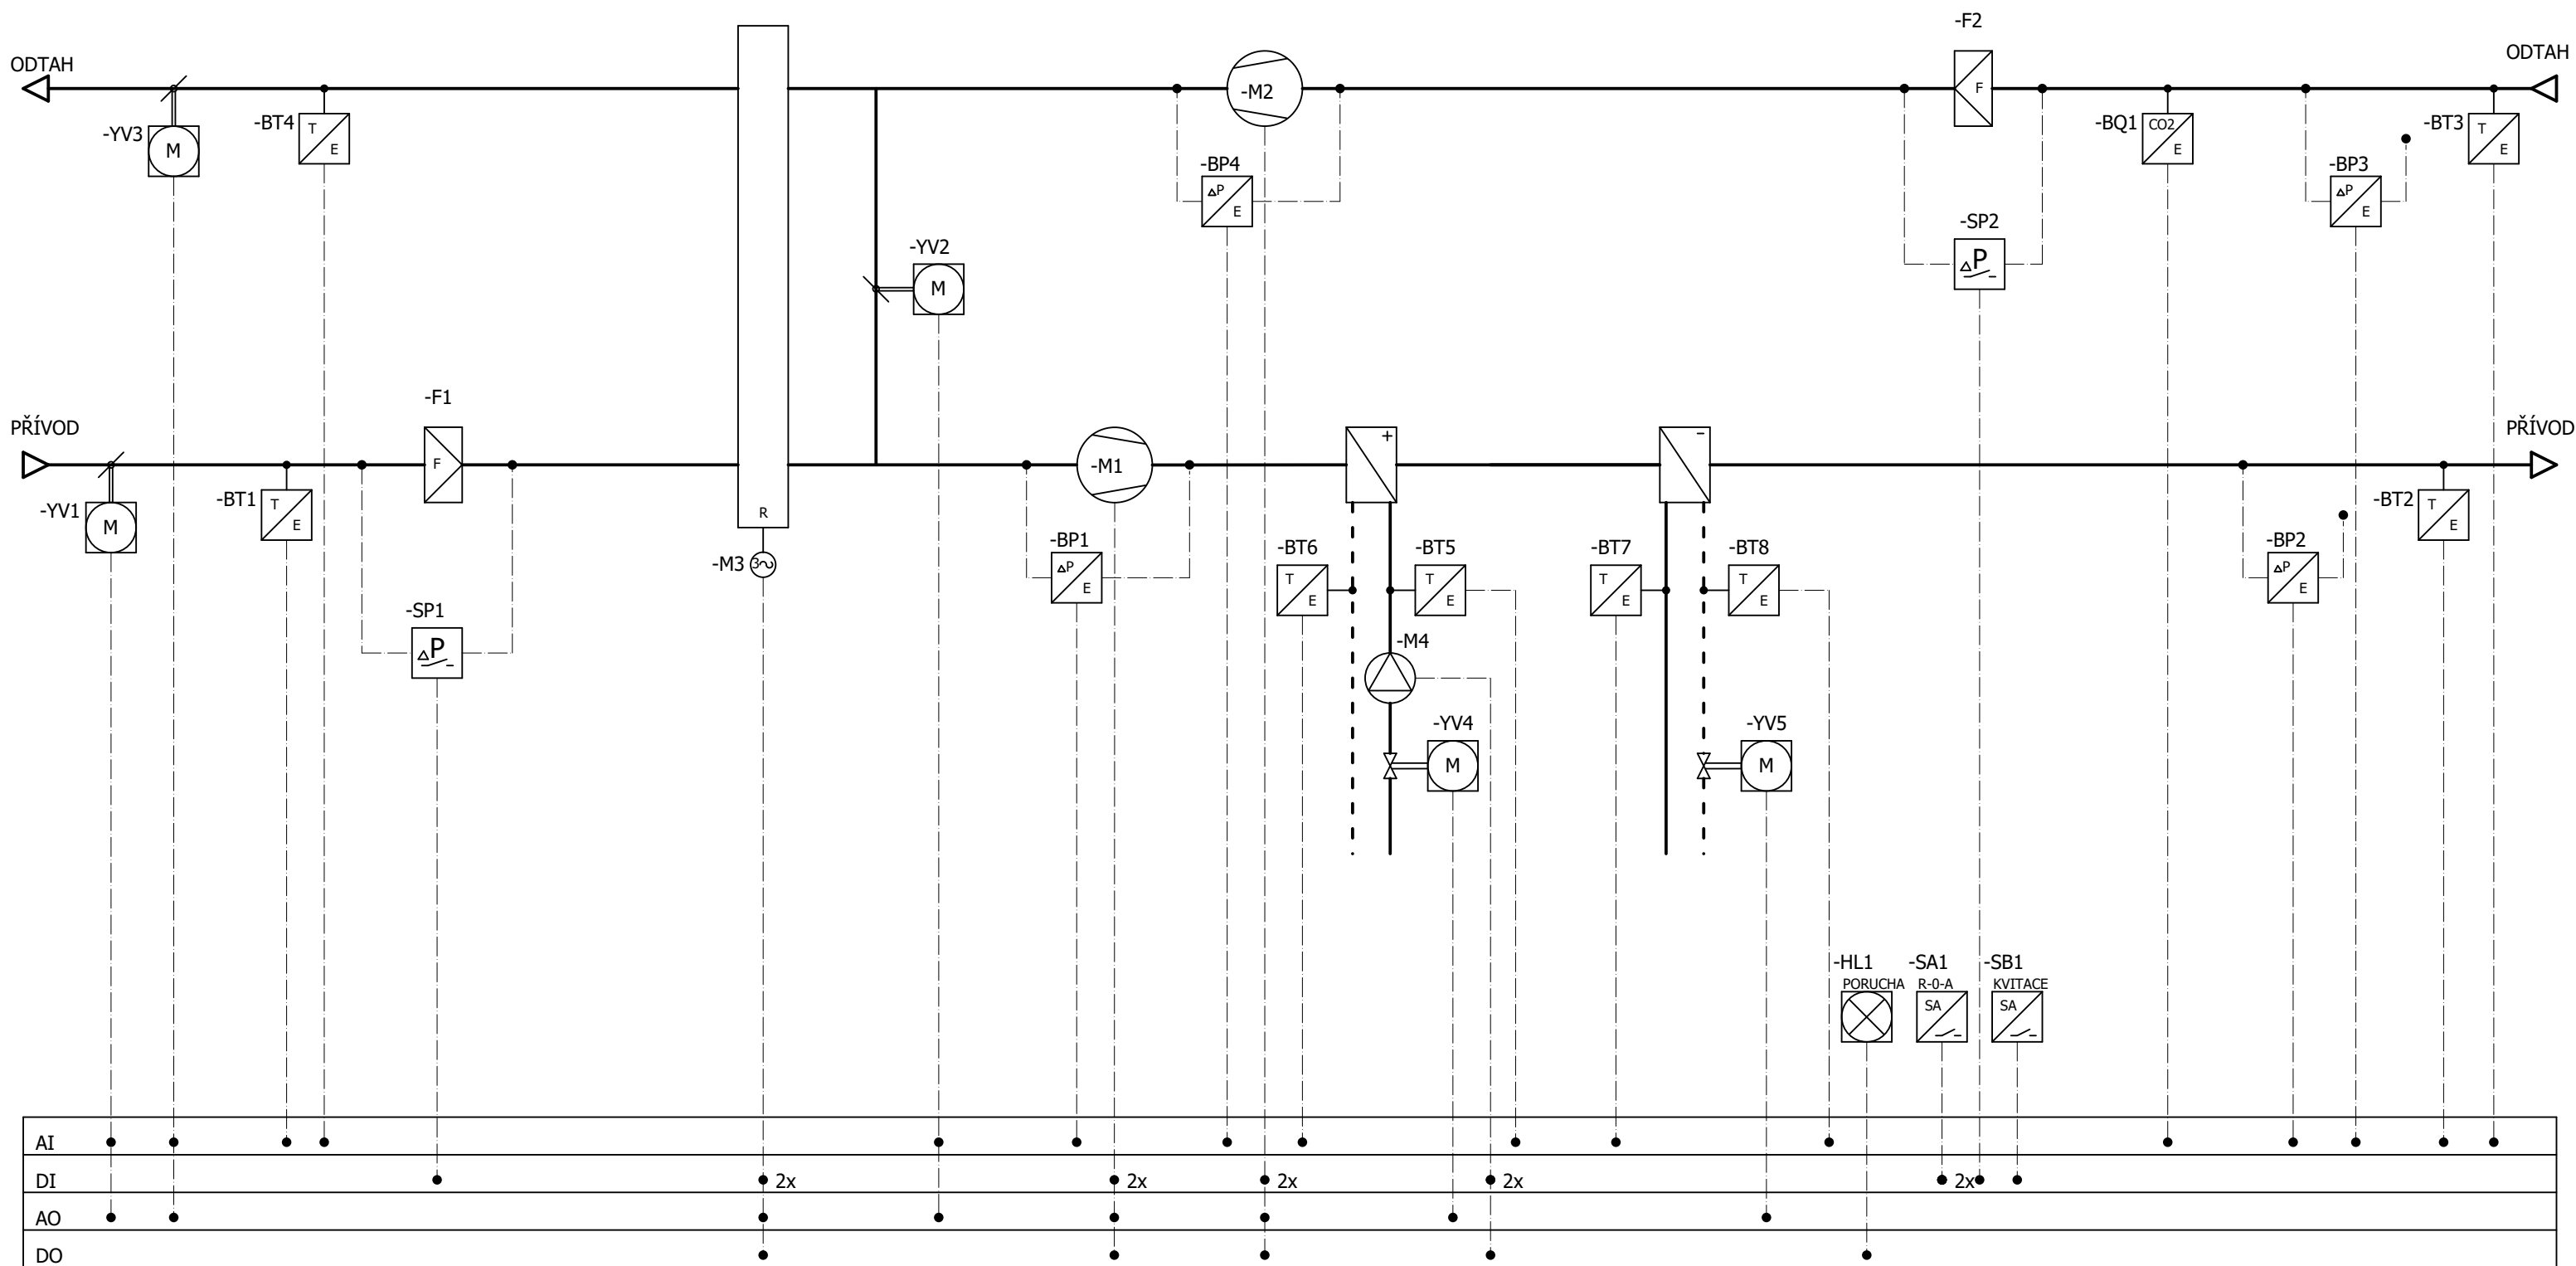 -F2
ODTAH
ODTAH
-M2
F
-YV3
M
-BT4
T
E
-BP4
ΔP
E
-BQ1
CO2
E
-BP3
ΔP
E
-BT3
T
E
-SP2
ΔP
-YV2
M
-F1
F
PŘÍVOD
PŘÍVOD
+
-
-M1
-YV1
M
-BT1
T
E
R
-M3
3~
-BP1
ΔP
E
-BT6
T
E
-BT5
T
E
-BT7
T
E
-BT8
T
E
-BP2
ΔP
E
-BT2
T
E
-SP1
ΔP
-M4
-YV4
M
-YV5
M
-HL1
PORUCHA
-SA1
R-0-A
SA
-SB1
KVITACE
SA
AI
DI 2x 2x 2x 2x 2x
AO
DO